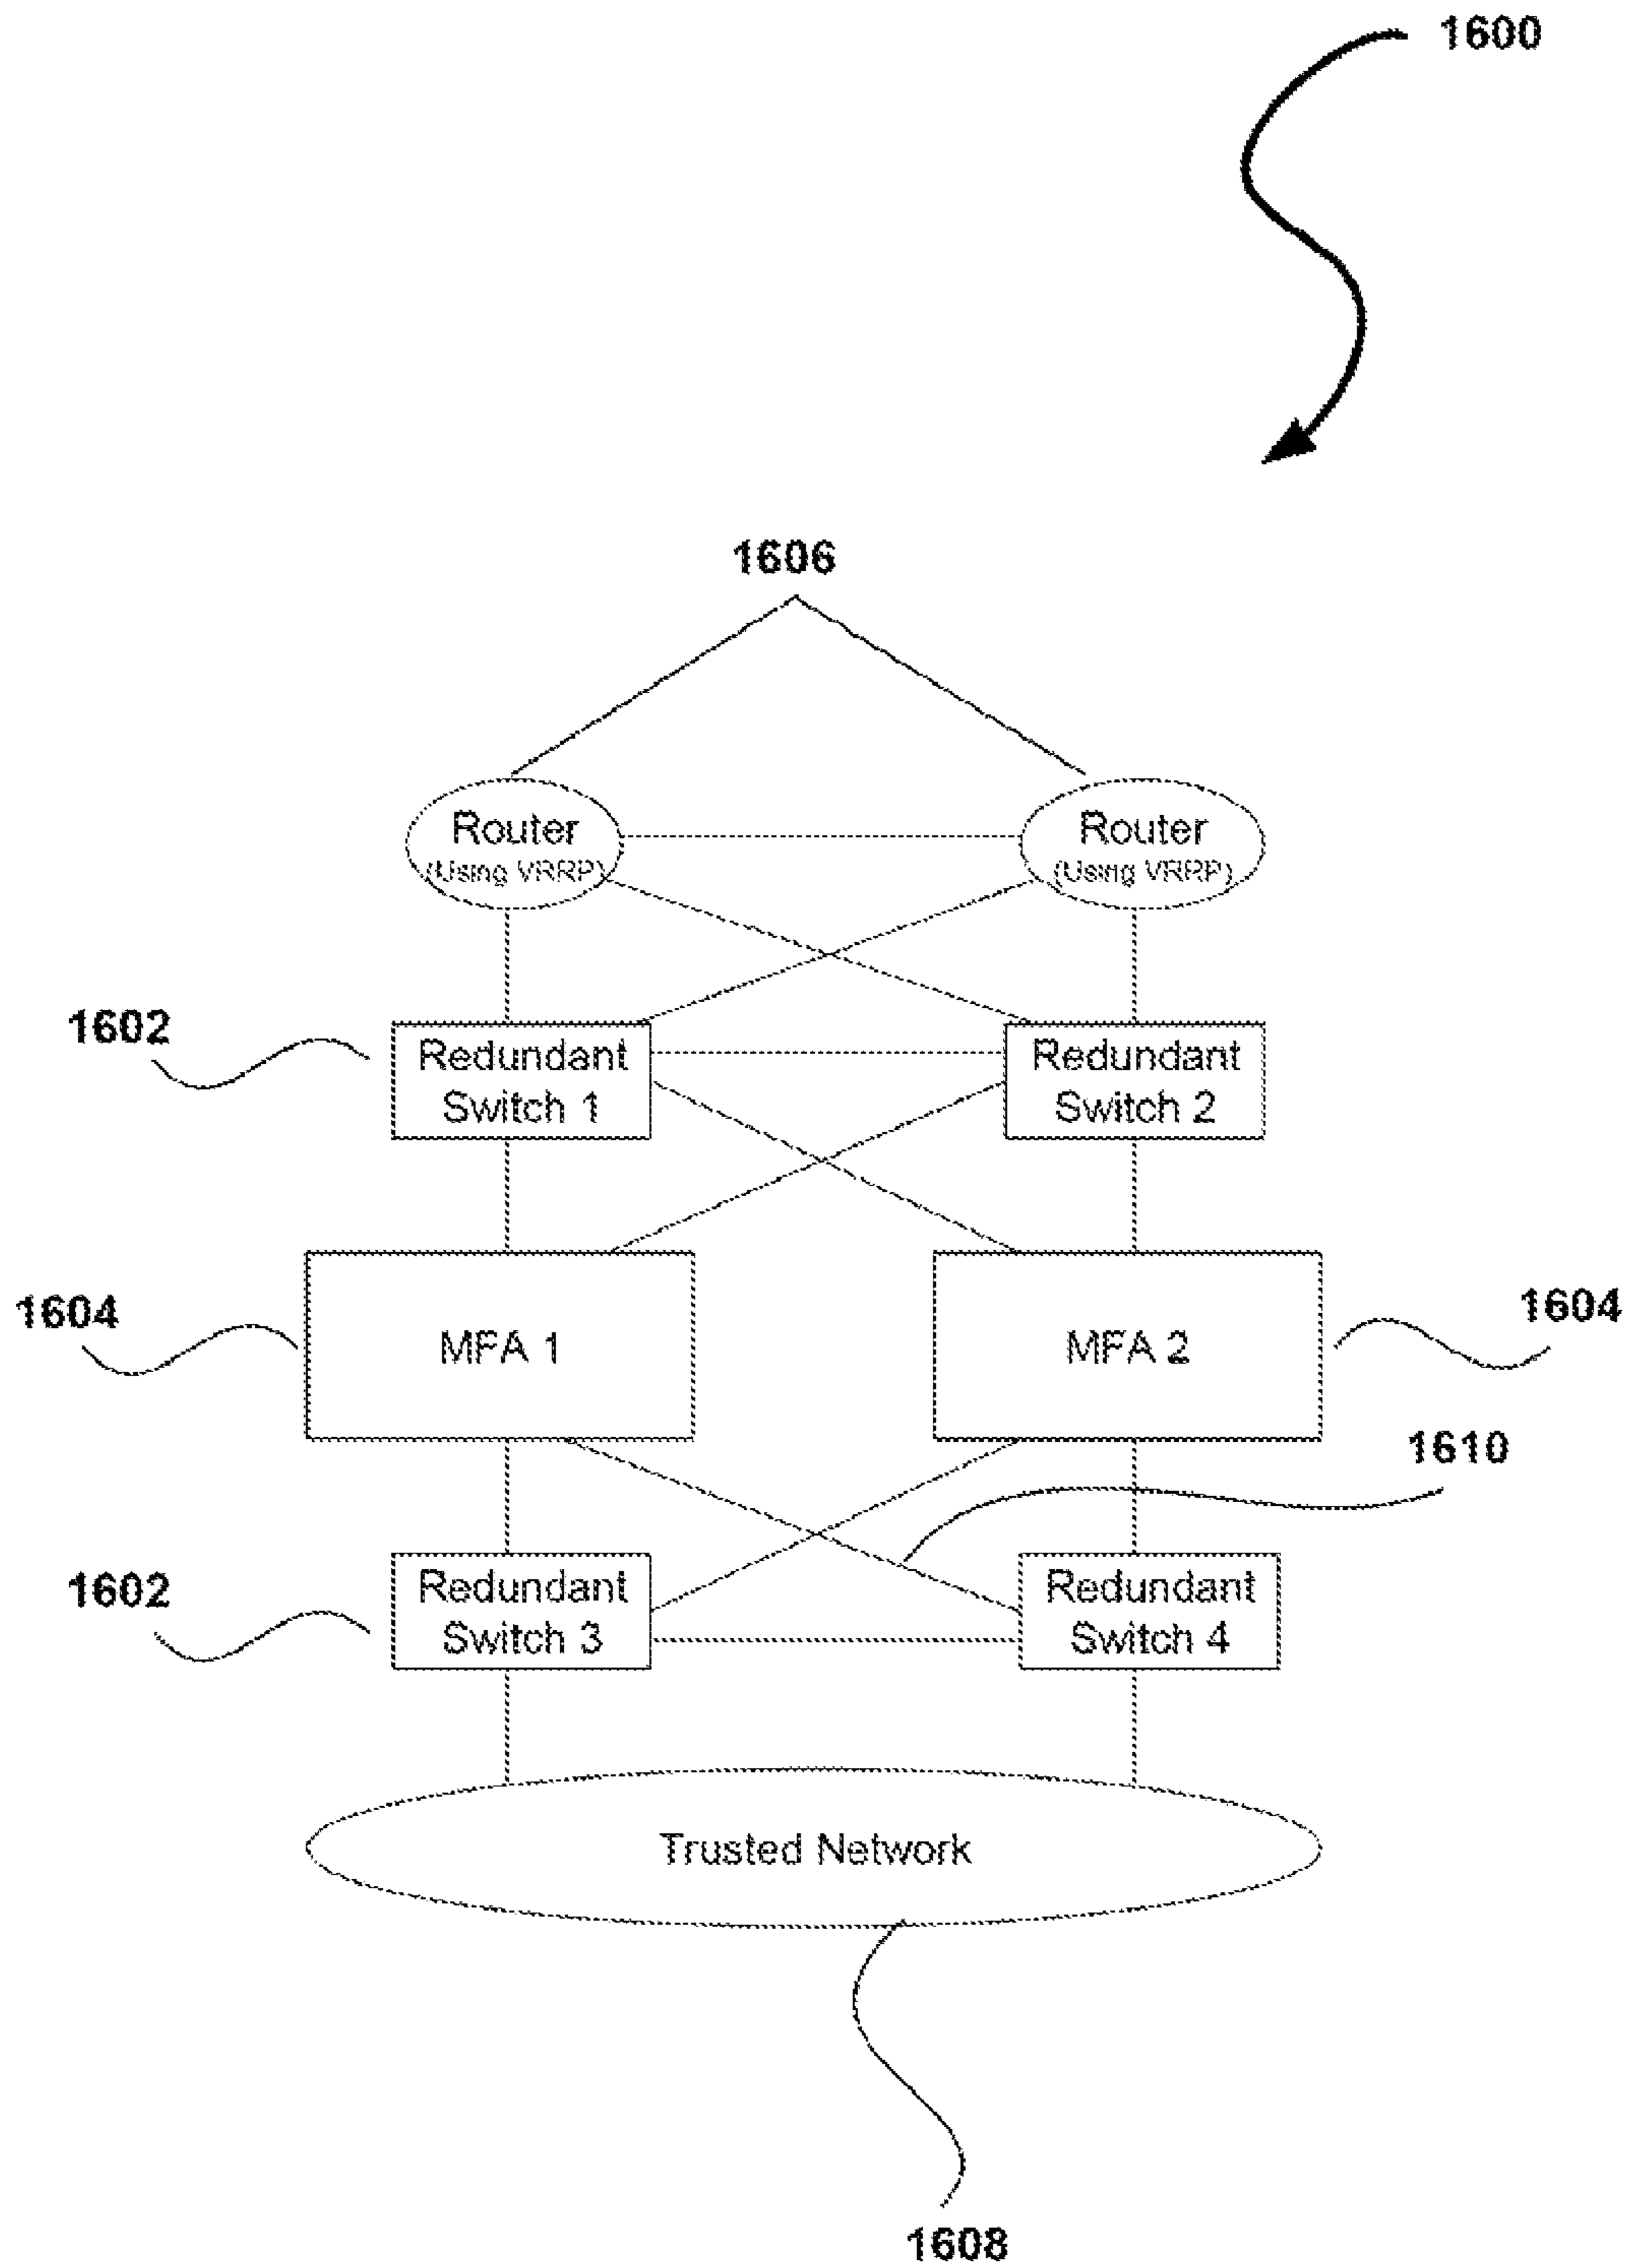 1600
1606
Router
(Using VRRP)
Router
(Using VRRP)
1602
Redundant
Switch 1
Redundant
Switch 2
1604
MFA 1
MFA 2
1604
1610
1602
Redundant
Switch 3
Redundant
Switch 4
Trusted Network
1608